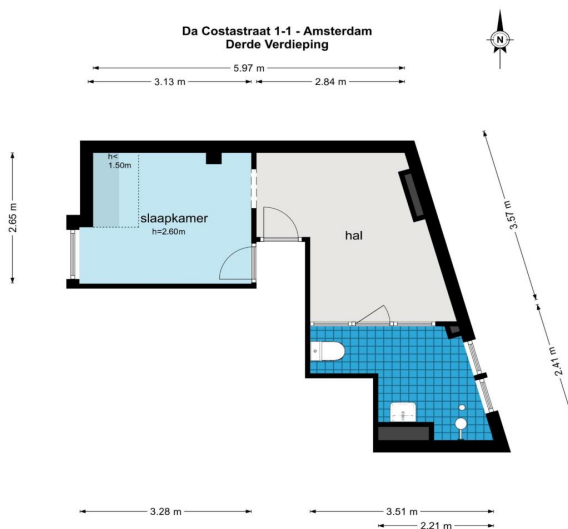 Da Costastraat 1-1 - Amsterdam
Derde Verdieping
N
5.97 m
3.13 m
2.84 m
h<
1.50m
2.65 m
slaapkamer
h=2.60m
hal
3.57 m
2.41 m
3.28 m
3.51 m
2.21 m